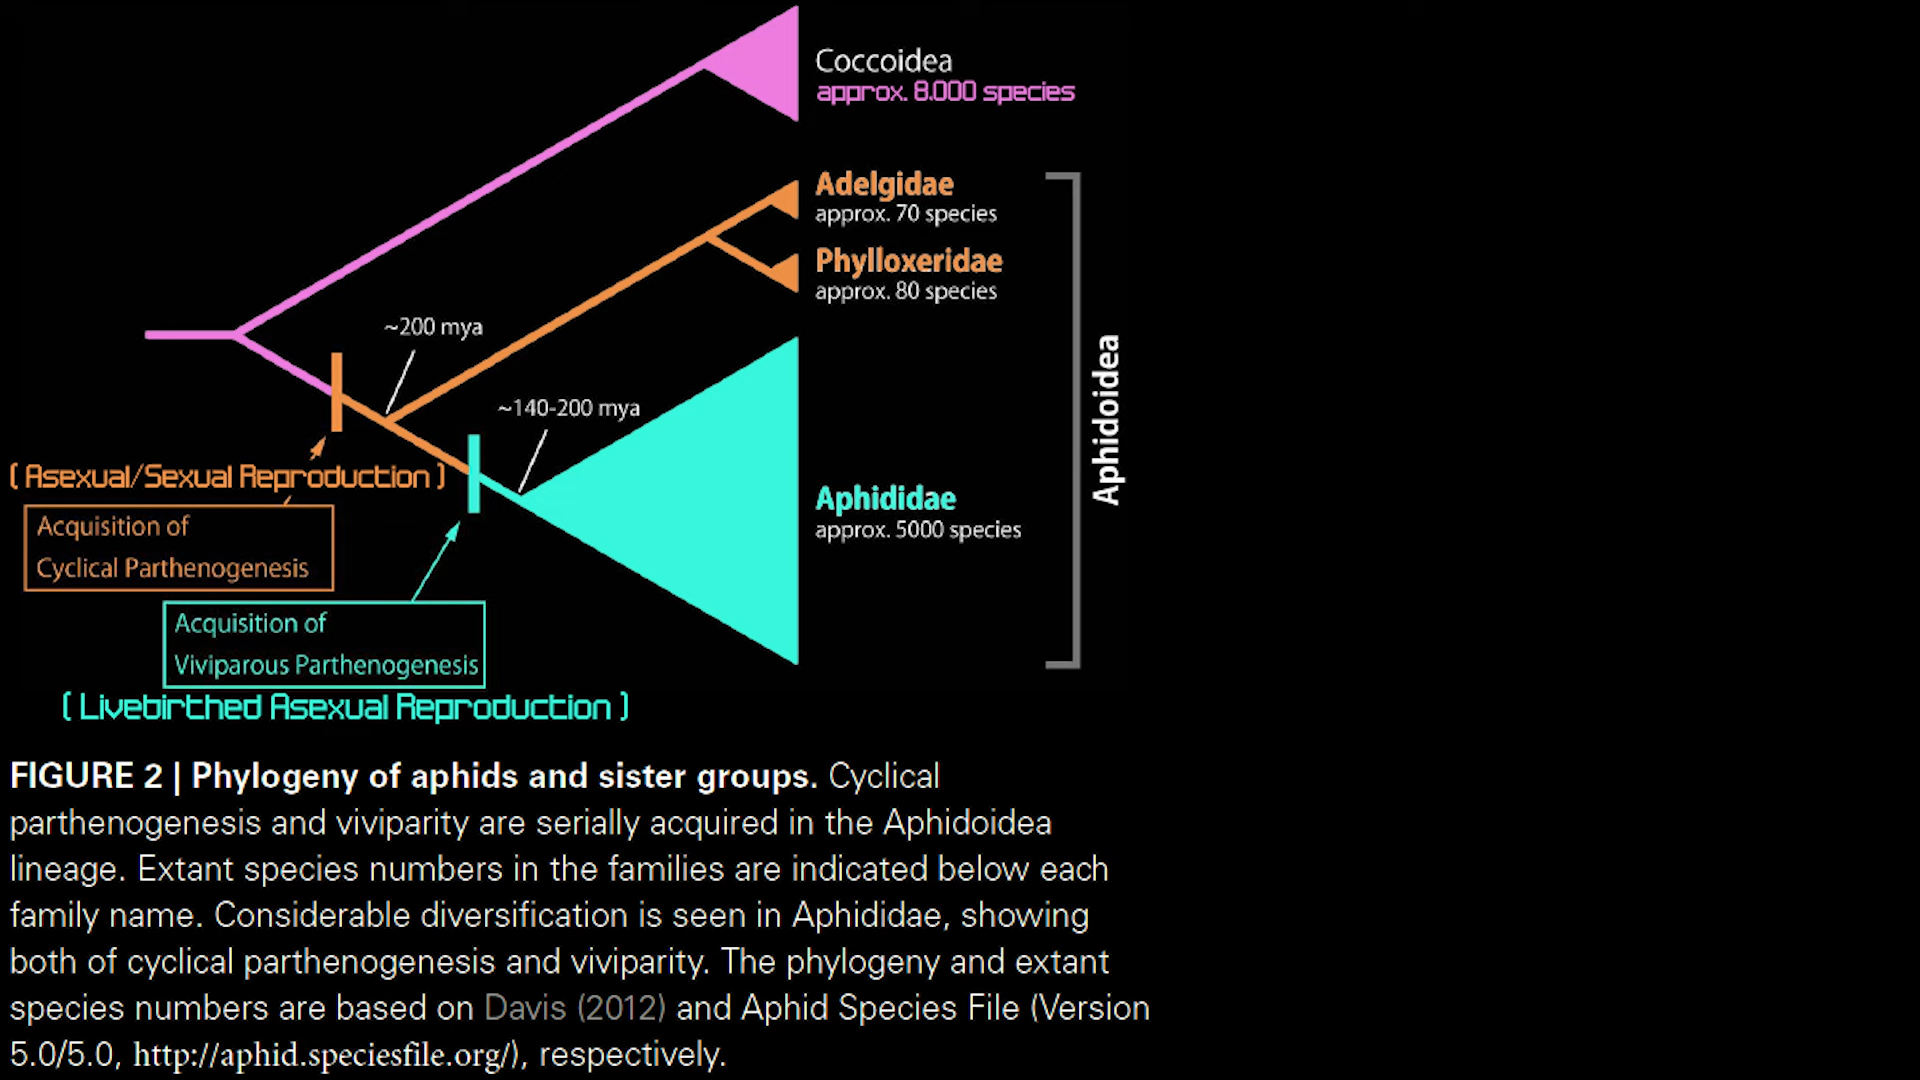 Coccoidea
approx. 8.000 species
Adelgidae
approx. 70 species
Phylloxeridae
approx. 80 species
~200 mya
~140-200 mya
Aphidoidea
( Asexual/Sexual Reproduction )
Acquisition of
Cyclical Parthenogenesis
Aphididae
approx. 5000 species
Acquisition of
Viviparous Parthenogenesis
( Livebirthed Asexual Reproduction )
FIGURE 2 | Phylogeny of aphids and sister groups. Cyclical
parthenogenesis and viviparity are serially acquired in the Aphidoidea
lineage. Extant species numbers in the families are indicated below each
family name. Considerable diversification is seen in Aphididae, showing
both of cyclical parthenogenesis and viviparity. The phylogeny and extant
species numbers are based on Davis (2012) and Aphid Species File (Version
5.0/5.0, http://aphid.speciesfile.org/), respectively.